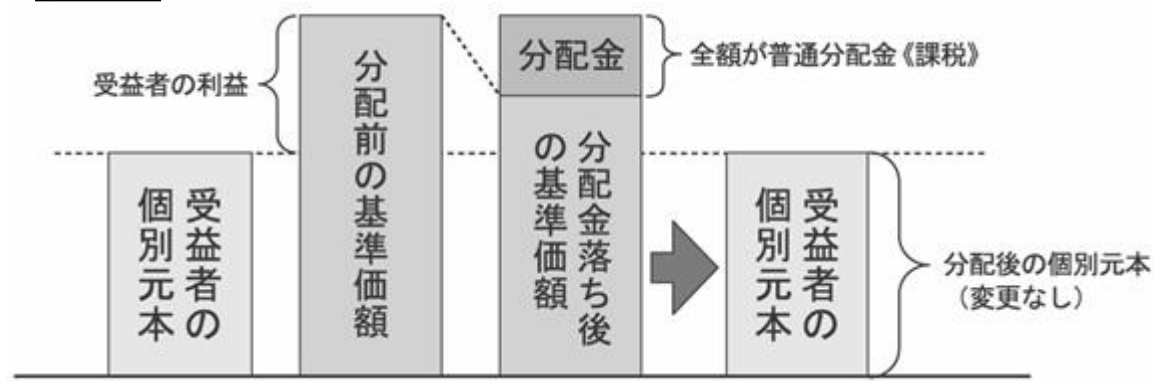 受益者の利益
受益者の
個別元本
分配前の基準価額
分配金
分配金落ち後
の基準価額
全額が普通分配金《課税》
受益者の
個別元本
分配後の個別元本
（変更なし）